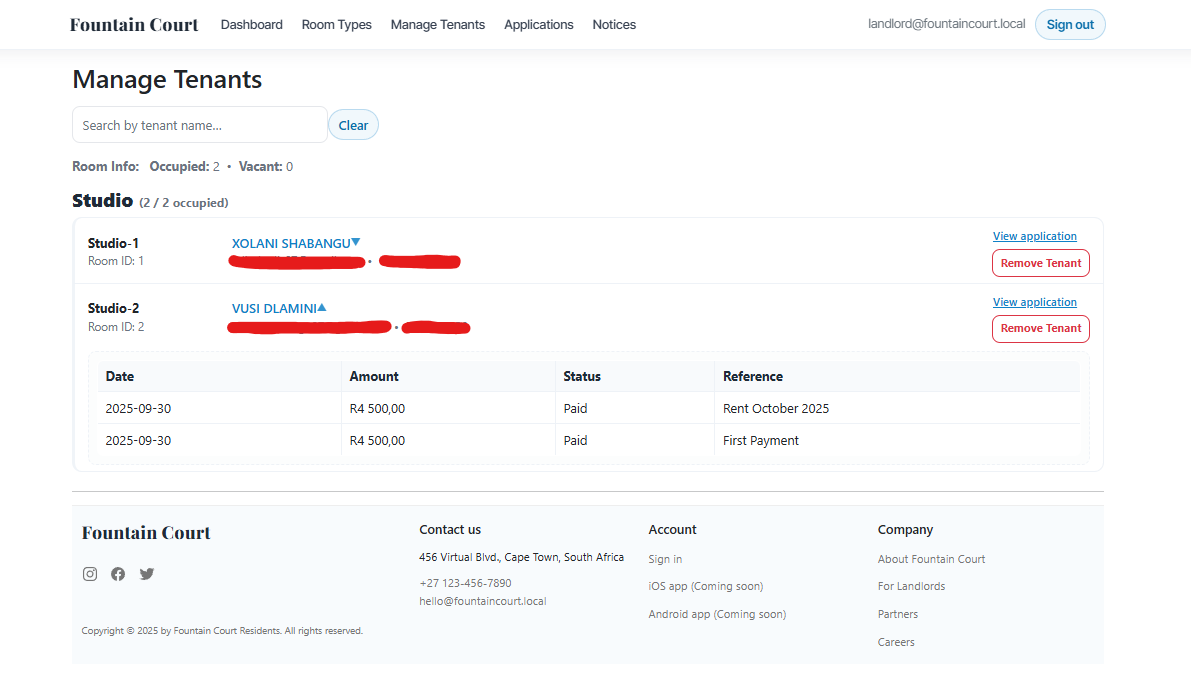 Fountain Court Dashboard Room Types Manage Tenants Applications Notices landlord@fountaincourt.local Sign out
Manage Tenants
Search by tenant name... Clear
Room Info: Occupied: 2 • Vacant: 0
Studio (2 / 2 occupied)
Studio-1 XOLANI SHABANGU▼ View application
Room ID: 1 • Remove Tenant
Studio-2 VUSI DLAMINI▲ View application
Room ID: 2 • Remove Tenant
Date Amount Status Reference
2025-09-30 R4 500,00 Paid Rent October 2025
2025-09-30 R4 500,00 Paid First Payment
Fountain Court
Copyright © 2025 by Fountain Court Residents. All rights reserved.
Contact us
456 Virtual Blvd., Cape Town, South Africa
+27 123-456-7890
hello@fountaincourt.local
Account
Sign in
iOS app (Coming soon)
Android app (Coming soon)
Company
About Fountain Court
For Landlords
Partners
Careers